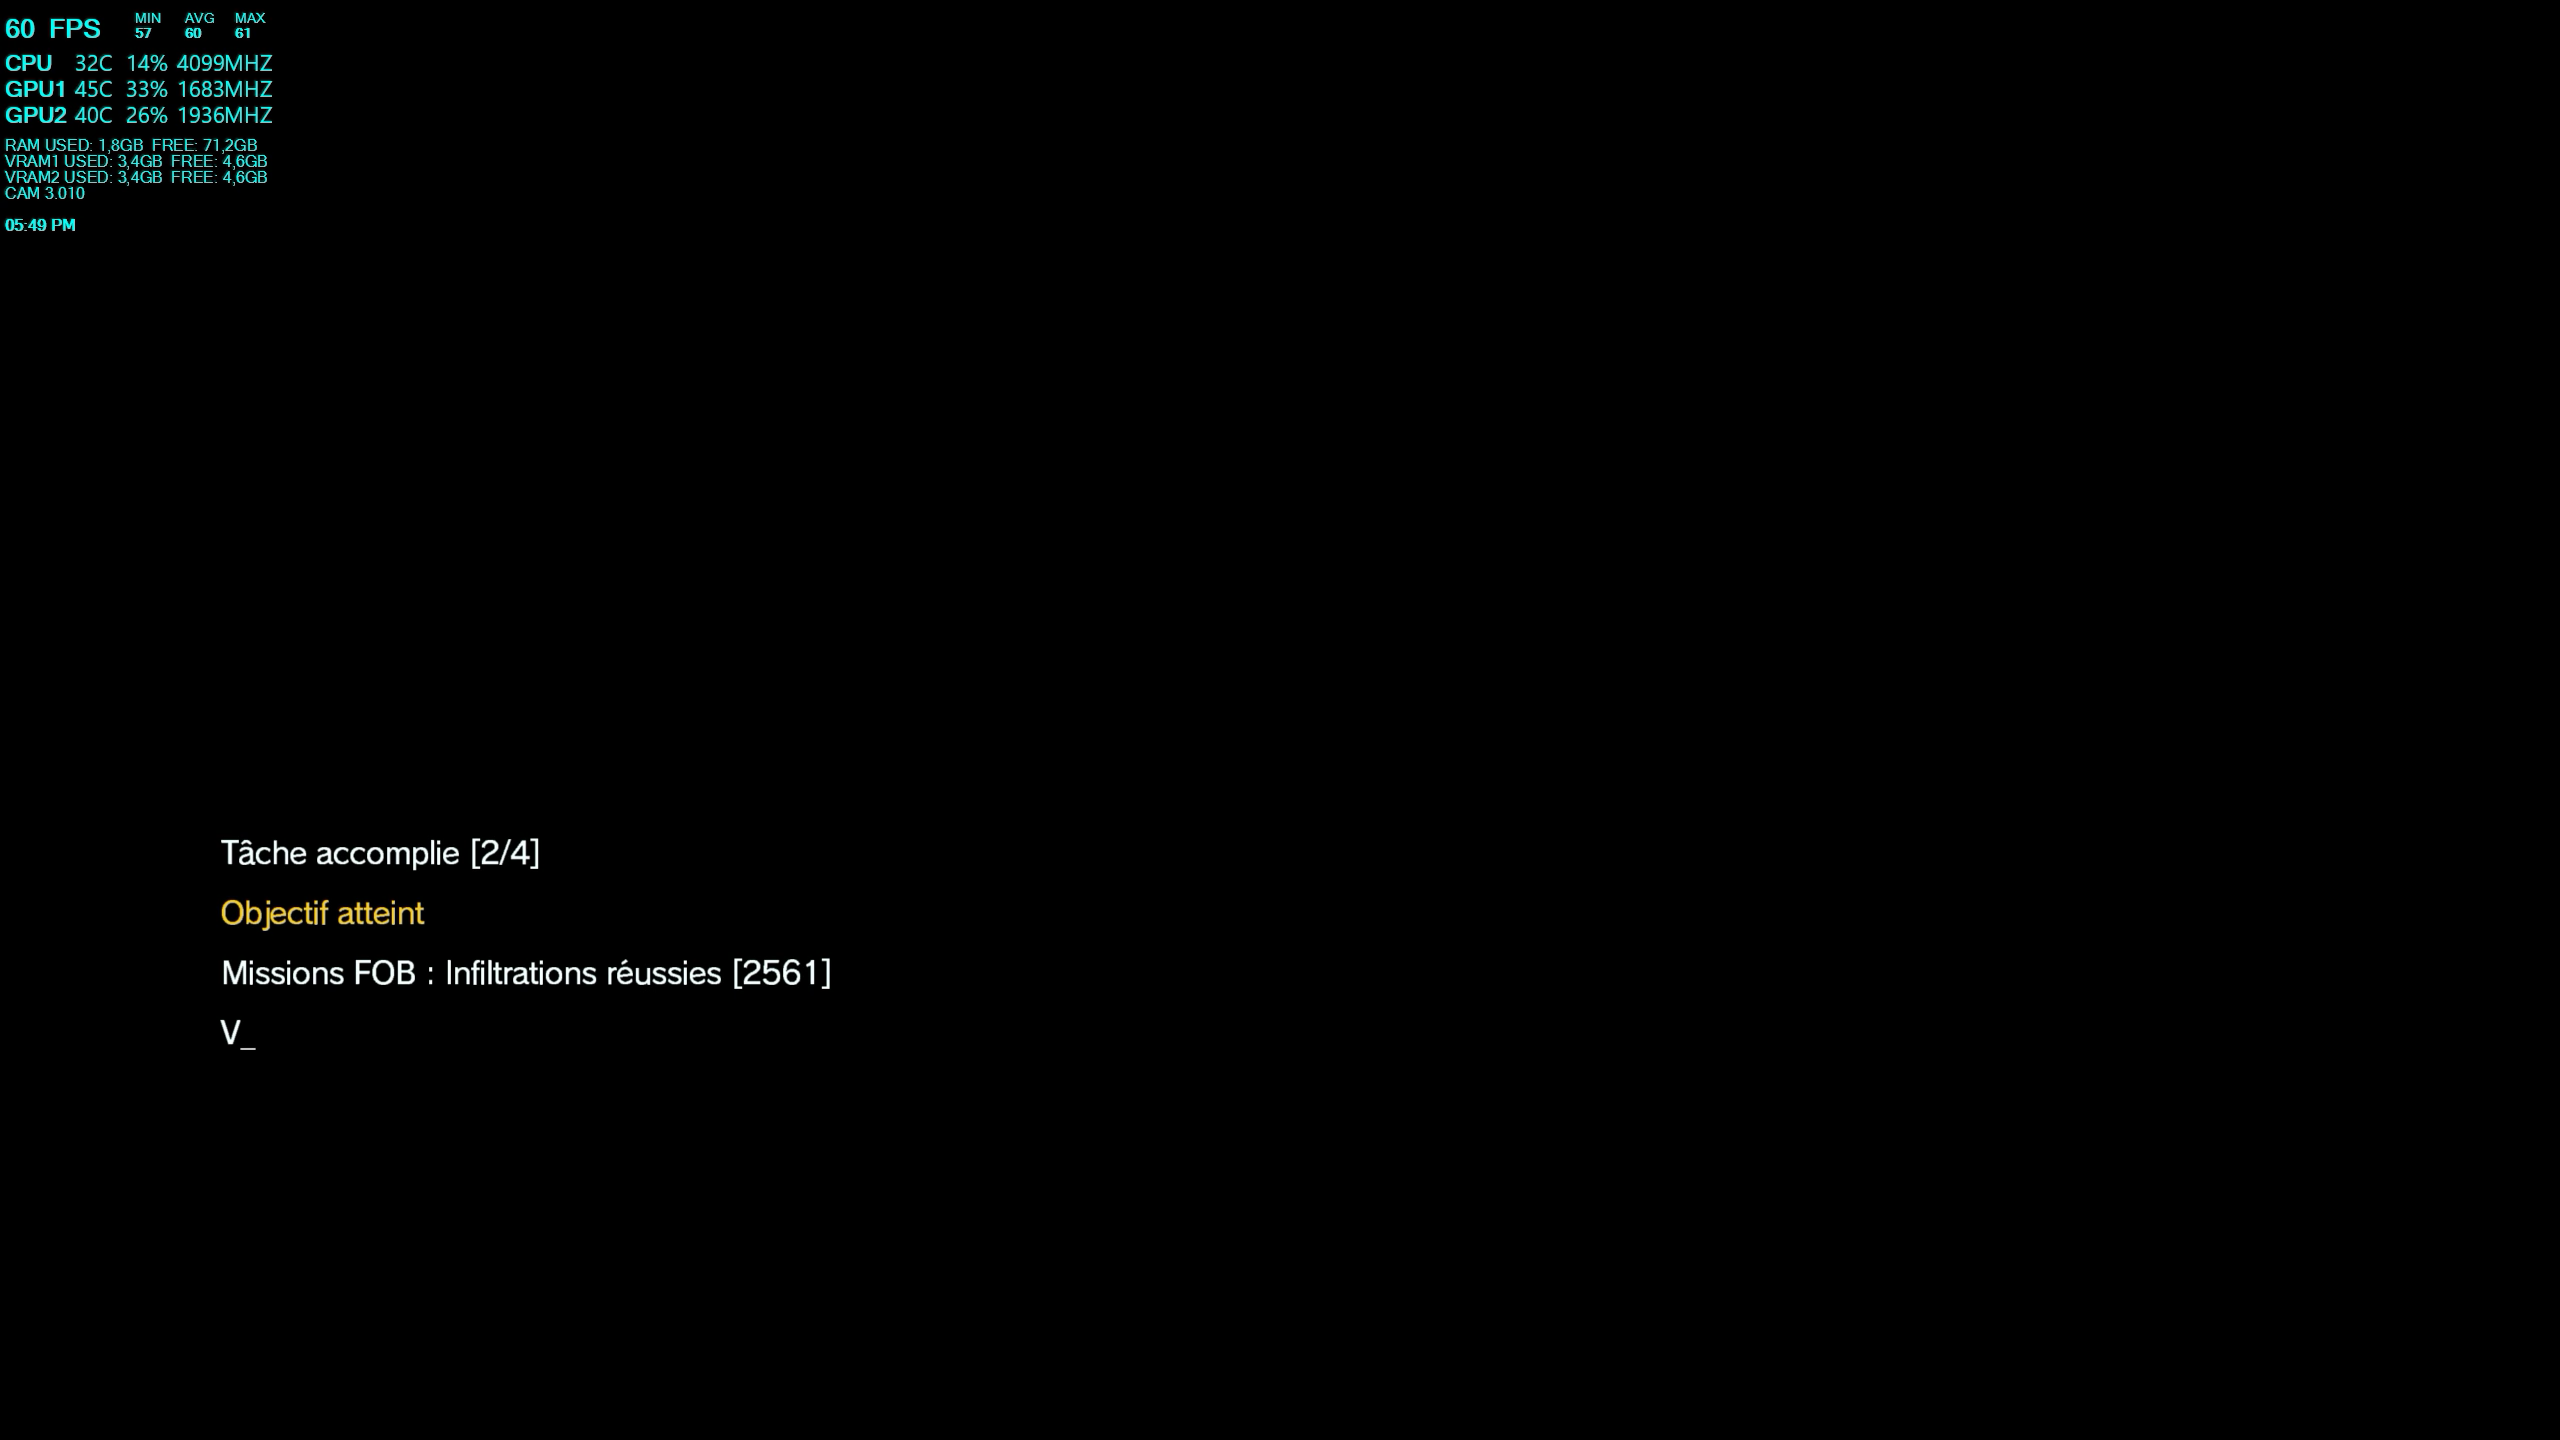 60 FPS MIN AVG MAX
57 60 61
CPU 32C 14% 4099MHZ
GPU1 45C 33% 1683MHZ
GPU2 40C 26% 1936MHZ
RAM USED: 1,8GB FREE: 71,2GB
VRAM1 USED: 3,4GB FREE: 4,6GB
VRAM2 USED: 3,4GB FREE: 4,6GB
CAM 3.010
05:49 PM
Tâche accomplie [2/4]
Objectif atteint
Missions FOB : Infiltrations réussies [2561]
V_